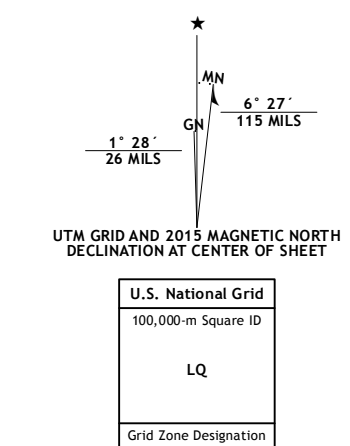 ★
MN
GN
6° 27´
115 MILS
1° 28´
26 MILS
UTM GRID AND 2015 MAGNETIC NORTH
DECLINATION AT CENTER OF SHEET
U.S. National Grid
100,000-m Square ID
LQ
Grid Zone Designation